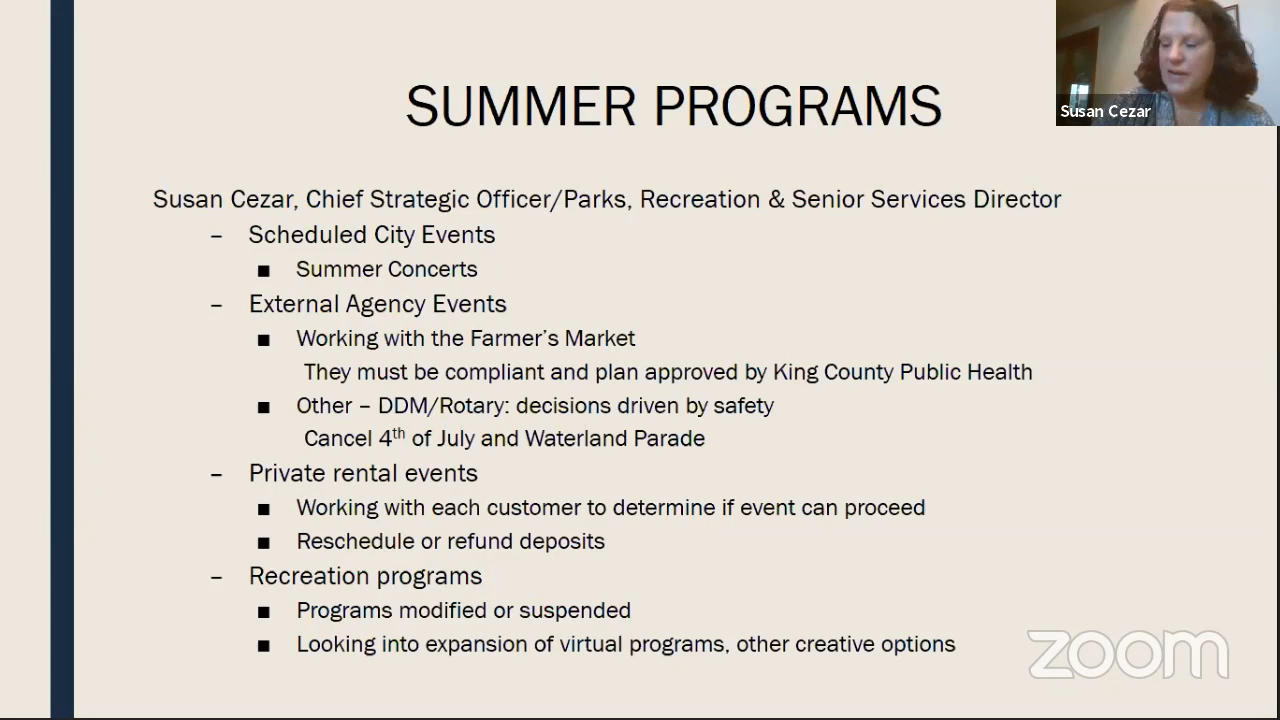 SUMMER PROGRAMS
Susan Cezar
Susan Cezar, Chief Strategic Officer/Parks, Recreation & Senior Services Director
– Scheduled City Events
■ Summer Concerts
– External Agency Events
■ Working with the Farmer's Market
They must be compliant and plan approved by King County Public Health
■ Other – DDM/Rotary: decisions driven by safety
Cancel 4th of July and Waterland Parade
– Private rental events
■ Working with each customer to determine if event can proceed
■ Reschedule or refund deposits
– Recreation programs
■ Programs modified or suspended
■ Looking into expansion of virtual programs, other creative options
zoom